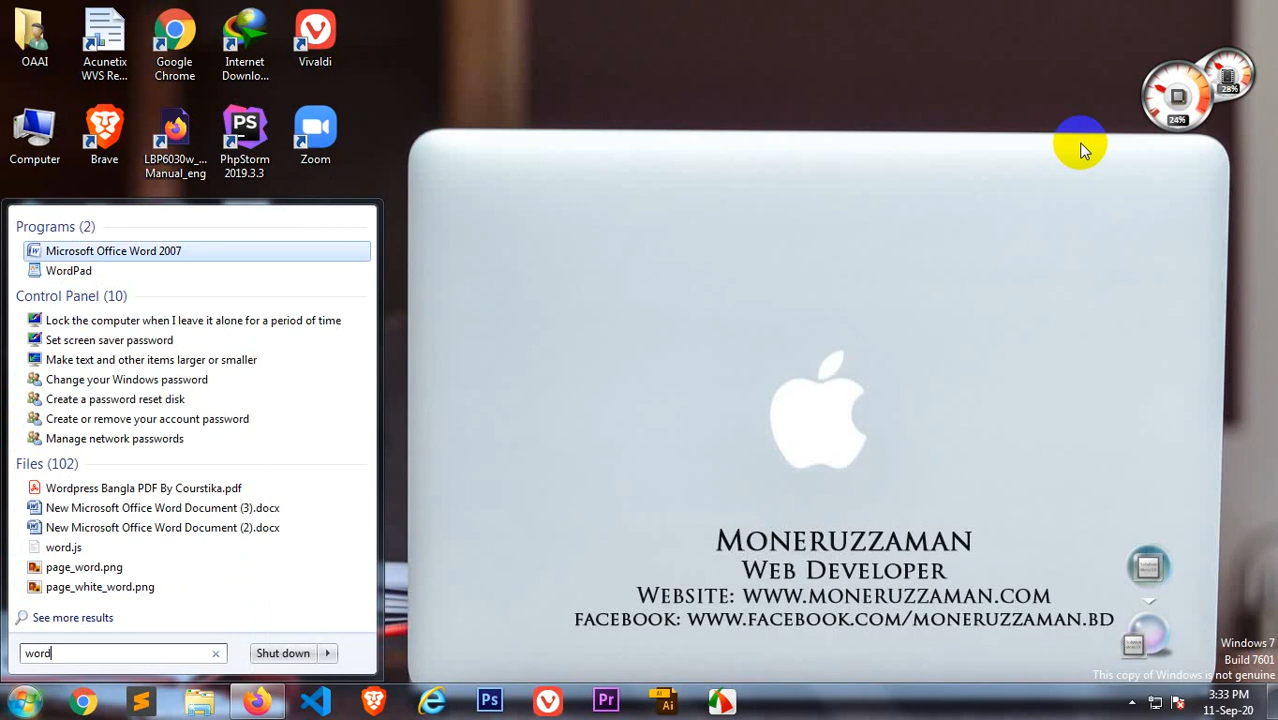 OAAI
Acunetix
WVS Re...
Google
Chrome
Internet
Downlo...
Vivaldi
Computer
Brave
LBP6030w_...
Manual_eng
PS
PhpStorm
2019.3.3
Zoom
28%
24%
Programs (2)
Microsoft Office Word 2007
WordPad
Control Panel (10)
Lock the computer when I leave it alone for a period of time
Set screen saver password
Make text and other items larger or smaller
Change your Windows password
Create a password reset disk
Create or remove your account password
Manage network passwords
Files (102)
Wordpress Bangla PDF By Courstika.pdf
New Microsoft Office Word Document (3).docx
New Microsoft Office Word Document (2).docx
word.js
page_word.png
page_white_word.png
See more results
word
Shut down
Moneruzzaman
Web Developer
Website: www.moneruzzaman.com
facebook: www.facebook.com/moneruzzaman.bd
Windows 7
Build 7601
This copy of Windows is not genuine
Ps
Pr
Ai
Ai
3:33 PM
11-Sep-20